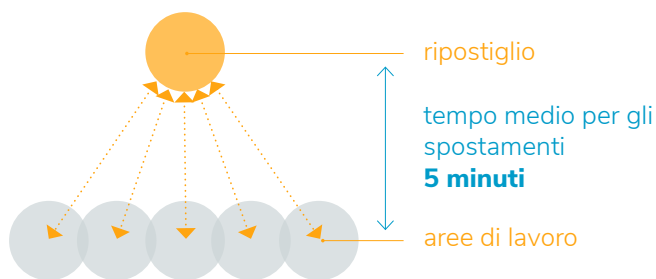 ripostiglio
tempo medio per gli
spostamenti
5 minuti
aree di lavoro